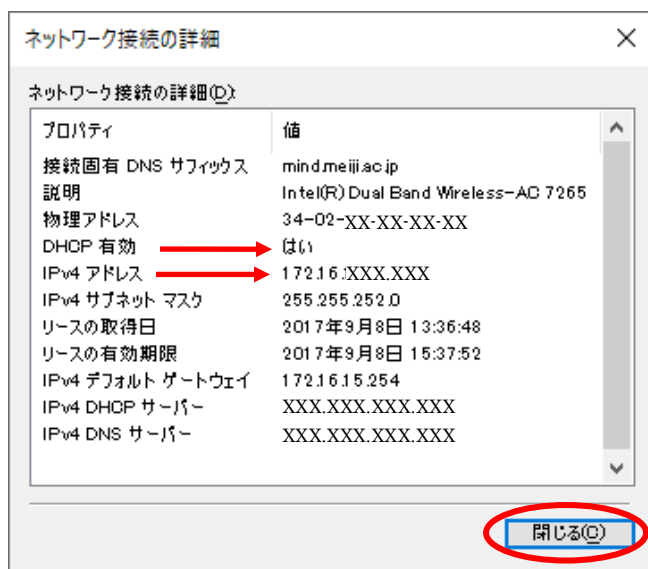 ネットワーク接続の詳細
ネットワーク接続の詳細(D):
プロパティ 値
接続固有 DNS サフィックス mind.meiji.ac.jp
説明 Intel(R) Dual Band Wireless-AC 7265
物理アドレス 34-02-XX-XX-XX-XX
DHCP 有効 はい
IPv4 アドレス 172.16.XXX.XXX
IPv4 サブネット マスク 255.255.252.0
リースの取得日 2017年9月8日 13:36:48
リースの有効期限 2017年9月8日 15:37:52
IPv4 デフォルト ゲートウェイ 172.16.15.254
IPv4 DHCP サーバー XXX.XXX.XXX.XXX
IPv4 DNS サーバー XXX.XXX.XXX.XXX
閉じる(C)